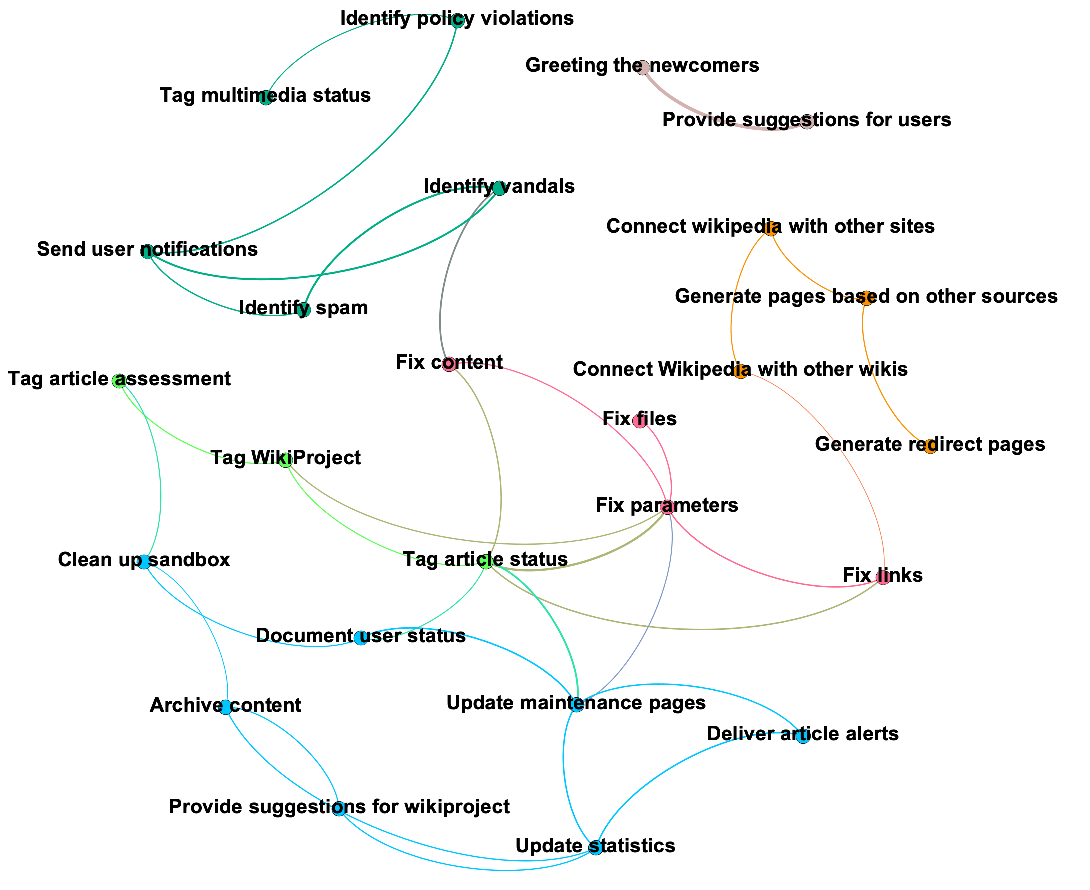 Identify policy violations
Greeting the newcomers
Tag multimedia status
Provide suggestions for users
Identify vandals
Connect wikipedia with other sites
Send user notifications
Generate pages based on other sources
Identify spam
Fix content
Connect Wikipedia with other wikis
Tag article assessment
Fix files
Generate redirect pages
Tag WikiProject
Fix parameters
Clean up sandbox
Tag article status
Fix links
Document user status
Archive content
Update maintenance pages
Deliver article alerts
Provide suggestions for wikiproject
Update statistics